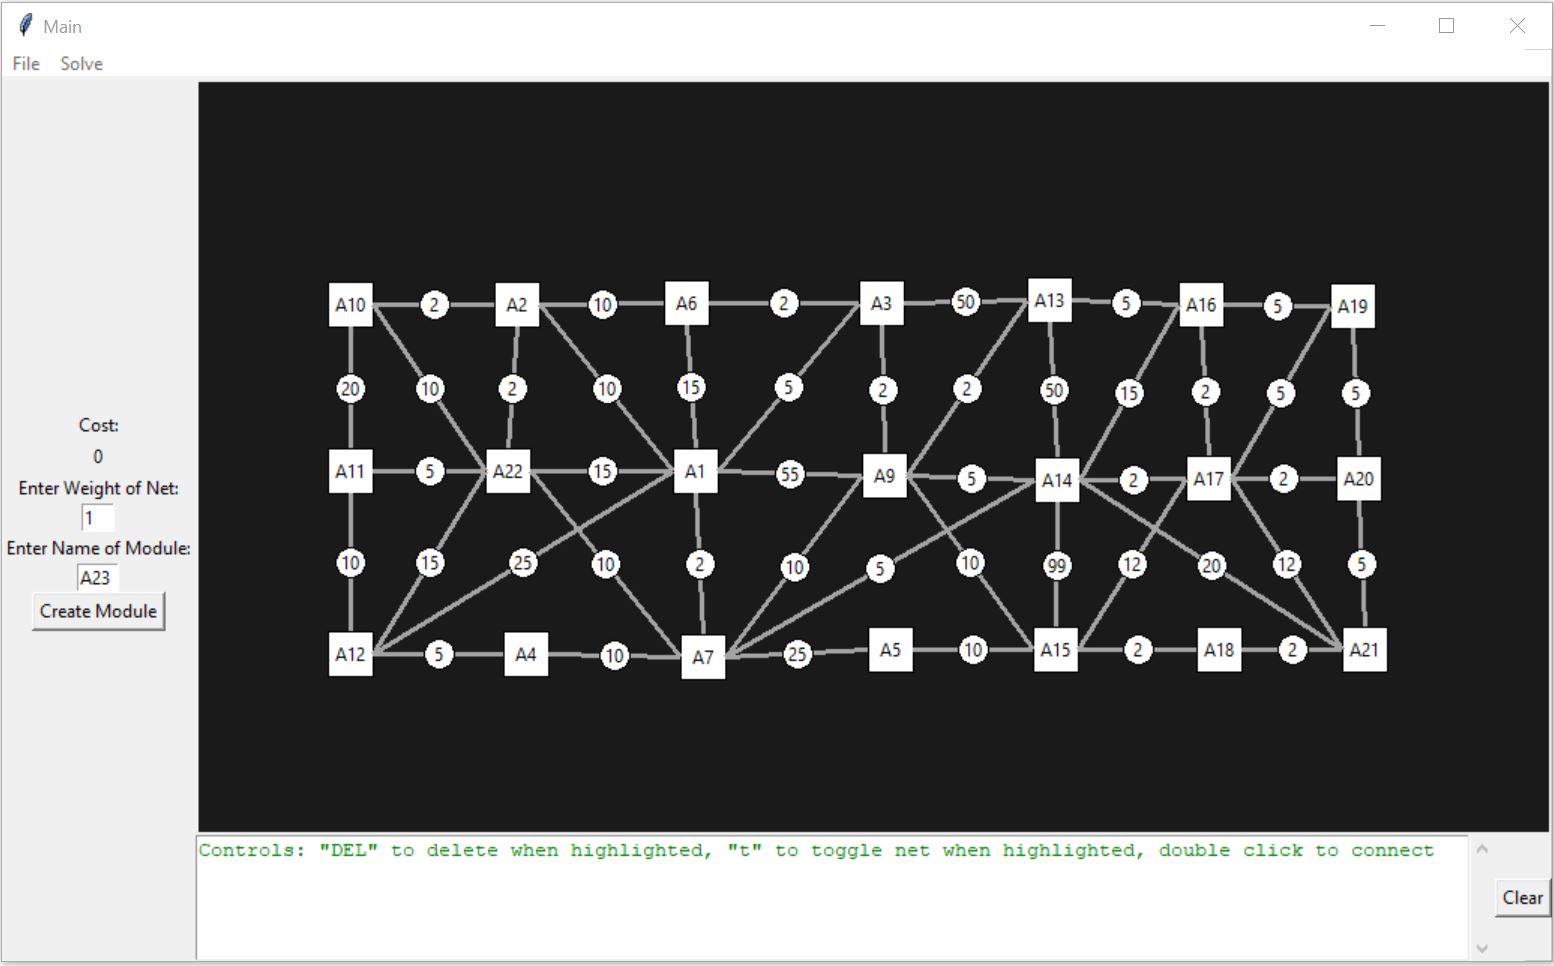 Main
File Solve
Cost:
0
Enter Weight of Net:
1
Enter Name of Module:
A23
Create Module
A10 2 A2 10 A6 2 A3 50 A13 5 A16 5 A19
20 10 2 10 15 5 2 2 50 15 2 5 5
A11 5 A22 15 A1 55 A9 5 A14 2 A17 2 A20
10 15 25 10 2 10 5 10 99 12 20 12 5
A12 5 A4 10 A7 25 A5 10 A15 2 A18 2 A21
Controls: "DEL" to delete when highlighted, "t" to toggle net when highlighted, double click to connect
Clear